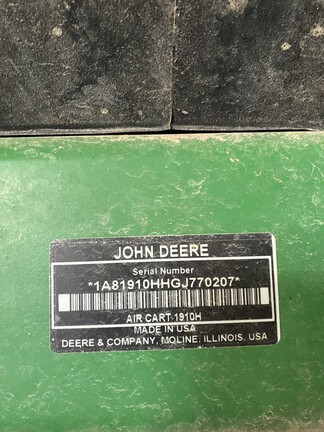 JOHN DEERE
Serial Number
*1A81910HHGJ770207*
AIR CART 1910H
MADE IN USA
DEERE & COMPANY, MOLINE, ILLINOIS, USA